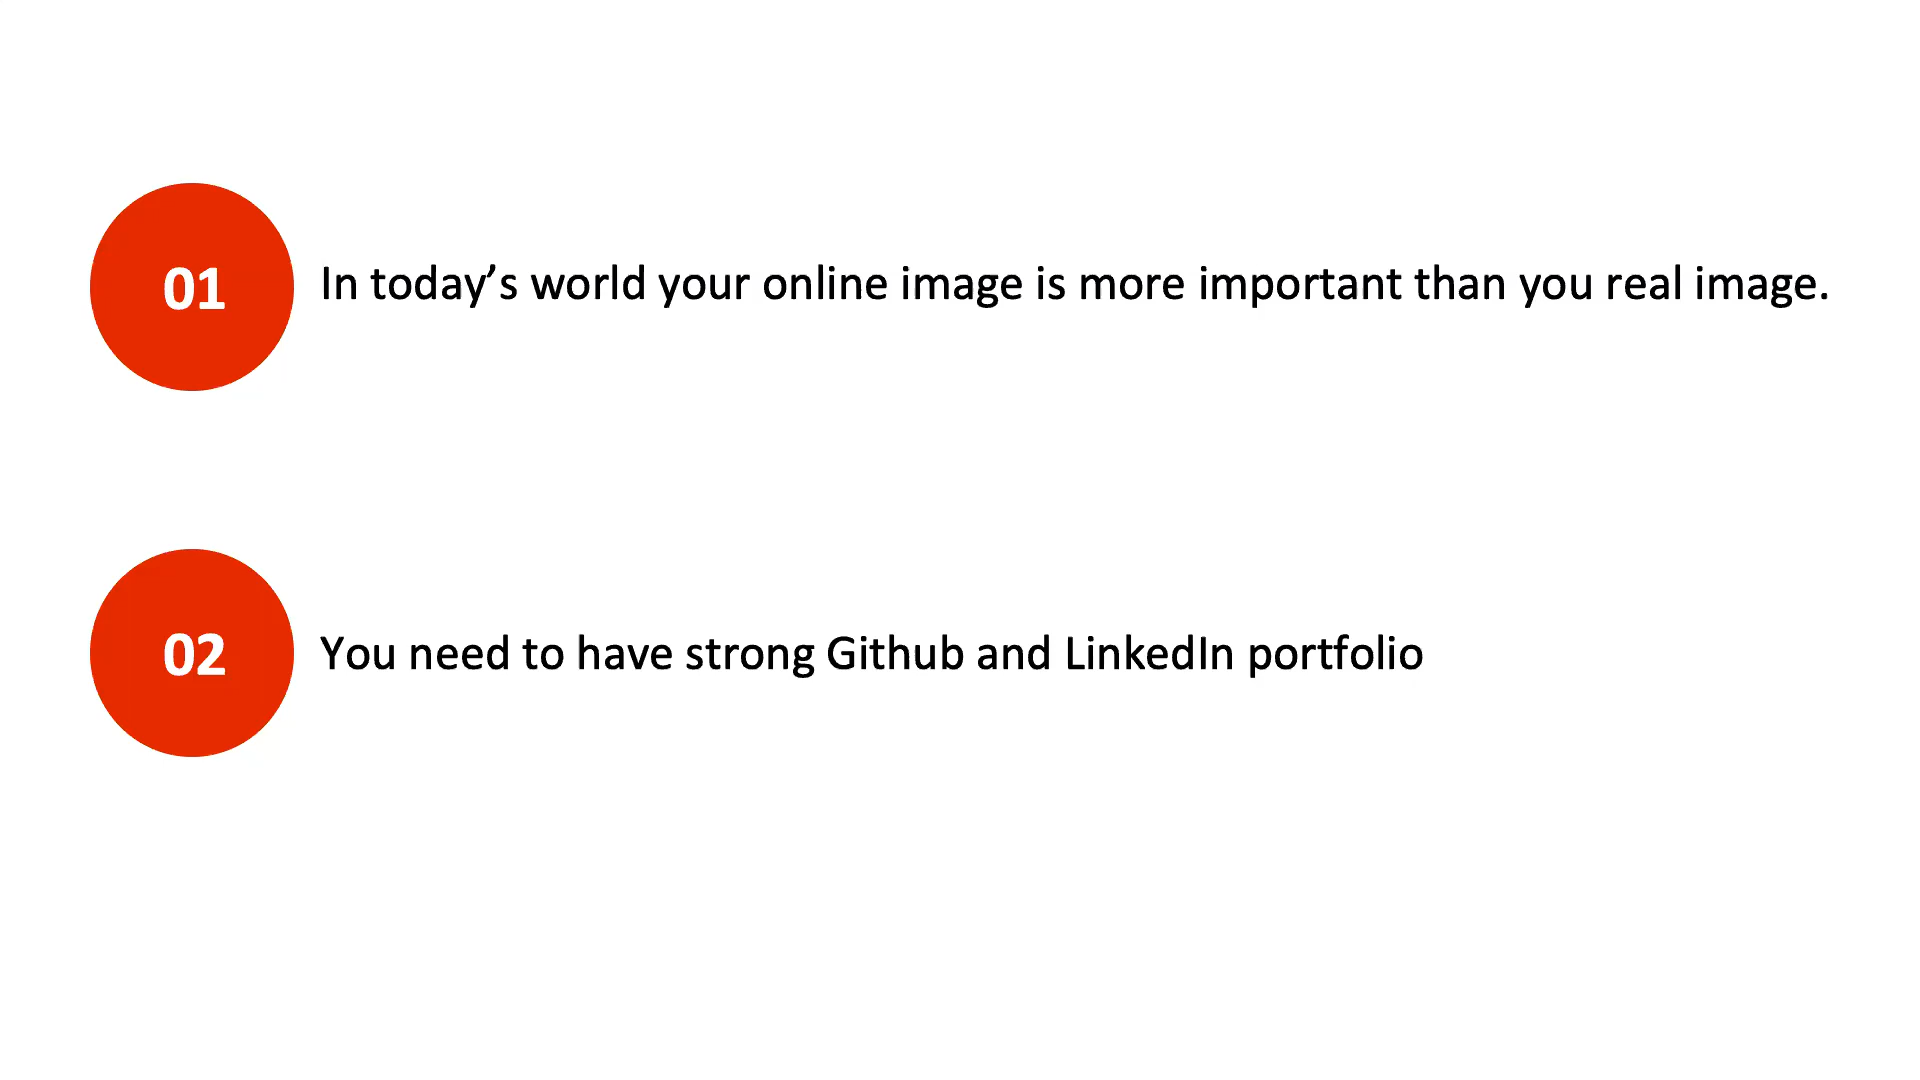 01
In today’s world your online image is more important than you real image.
02
You need to have strong Github and LinkedIn portfolio